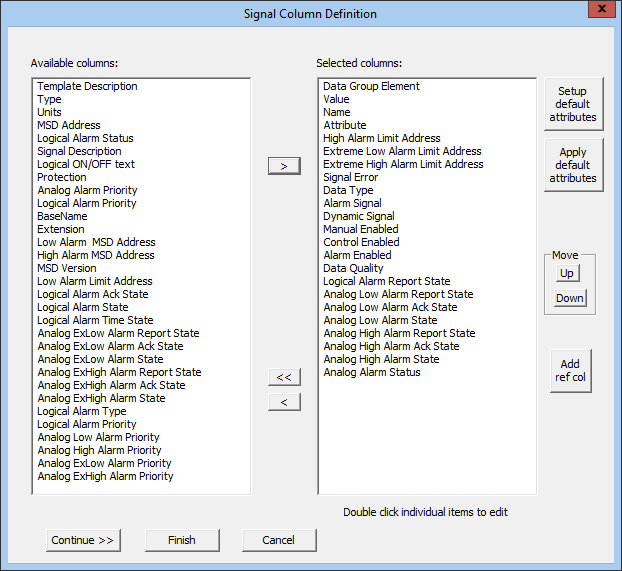 Signal Column Definition
x
Available columns:
Template Description
Type
Units
MSD Address
Logical Alarm Status
Signal Description
Logical ON/OFF text
Protection
Analog Alarm Priority
Logical Alarm Priority
BaseName
Extension
Low Alarm  MSD Address
High Alarm MSD Address
MSD Version
Low Alarm Limit Address
Logical Alarm Ack State
Logical Alarm State
Logical Alarm Time State
Analog ExLow Alarm Report State
Analog ExLow Alarm Ack State
Analog ExLow Alarm State
Analog ExHigh Alarm Report State
Analog ExHigh Alarm Ack State
Analog ExHigh Alarm State
Logical Alarm Type
Logical Alarm Priority
Analog Low Alarm Priority
Analog High Alarm Priority
Analog ExLow Alarm Priority
Analog ExHigh Alarm Priority
>
<<
<
Selected columns:
Data Group Element
Value
Name
Attribute
High Alarm Limit Address
Extreme Low Alarm Limit Address
Extreme High Alarm Limit Address
Signal Error
Data Type
Alarm Signal
Dynamic Signal
Manual Enabled
Control Enabled
Alarm Enabled
Data Quality
Logical Alarm Report State
Analog Low Alarm Report State
Analog Low Alarm Ack State
Analog Low Alarm State
Analog High Alarm Report State
Analog High Alarm Ack State
Analog High Alarm State
Analog Alarm Status
Setup
default
attributes
Apply
default
attributes
Move
Up
Down
Add
ref col
Double click individual items to edit
Continue >>
Finish
Cancel